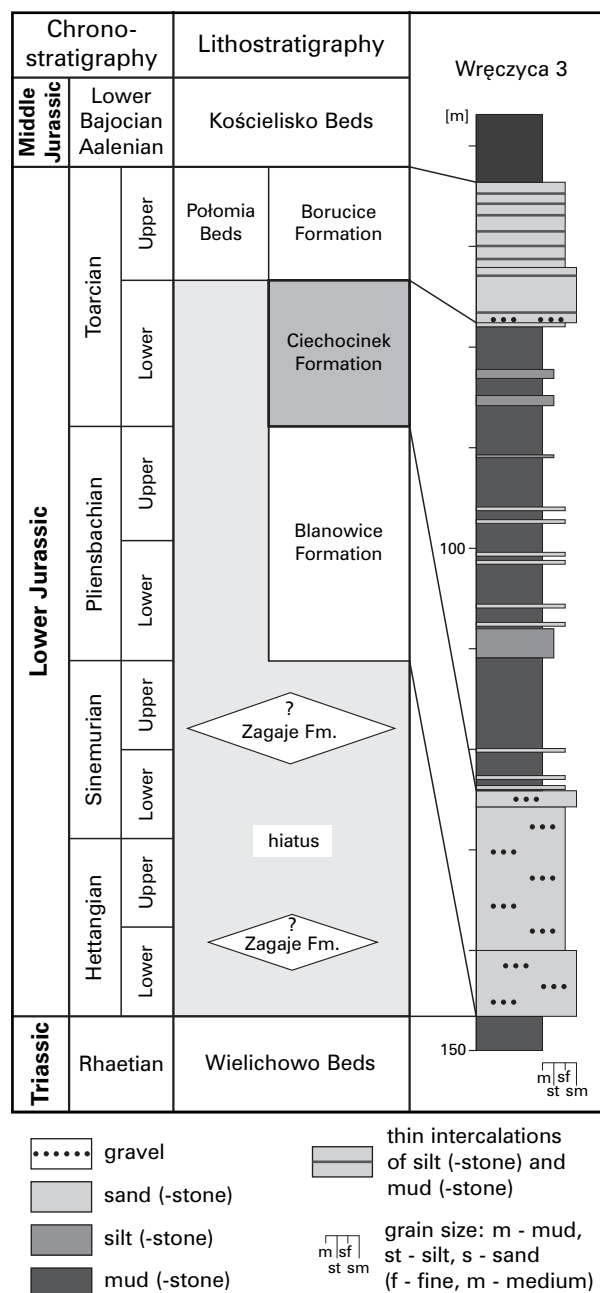 Chrono-
stratigraphy
Lithostratigraphy
Wręczyca 3
Middle
Jurassic
Lower
Bajocian
Aalenian
Kościelisko Beds
[m]
Lower Jurassic
Toarcian
Upper
Połomia
Beds
Borucice
Formation
Lower
Ciechocinek
Formation
Pliensbachian
Upper
Blanowice
Formation
Lower
100
Sinemurian
Upper
?
Zagaje Fm.
Lower
hiatus
Hettangian
Upper
?
Zagaje Fm.
Lower
Triassic
Rhaetian
Wielichowo Beds
150
m sf
st sm
gravel
sand (-stone)
silt (-stone)
mud (-stone)
thin intercalations
of silt (-stone) and
mud (-stone)
m sf
st sm
grain size: m - mud,
st - silt, s - sand
(f - fine, m - medium)